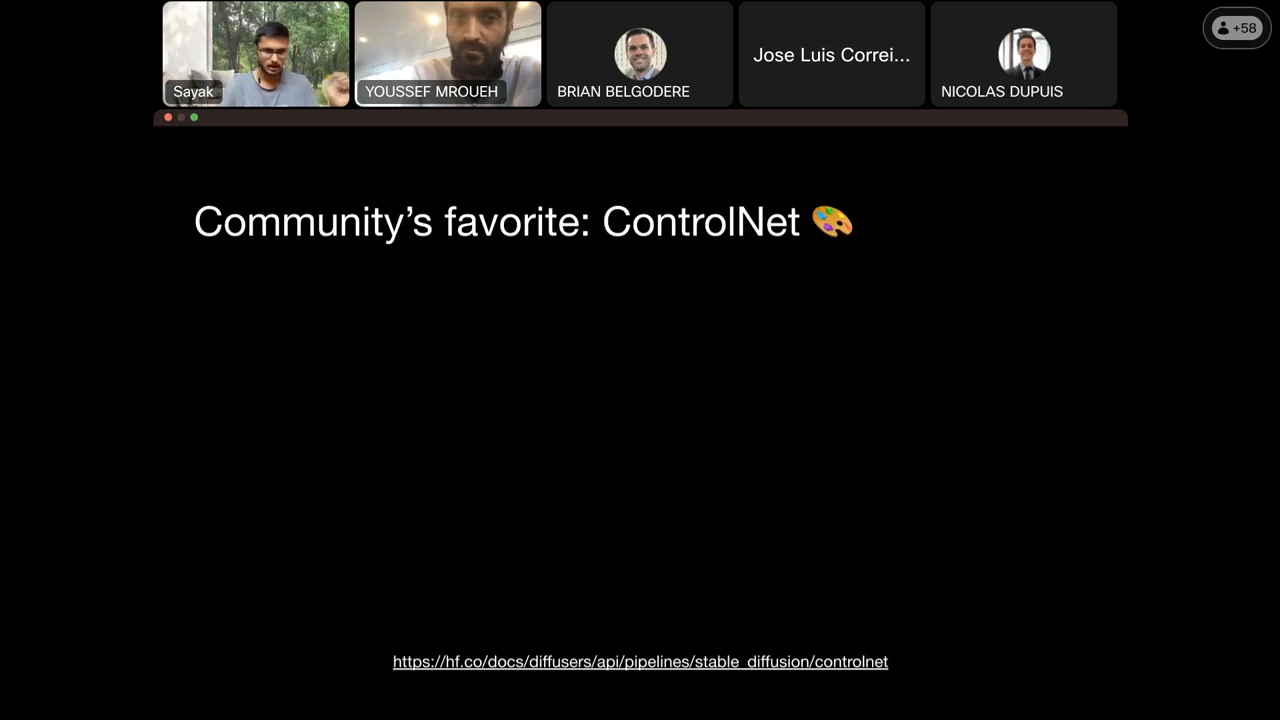 +58
Sayak
YOUSSEF MROUEH
BRIAN BELGODERE
Jose Luis Correi...
NICOLAS DUPUIS
Community’s favorite: ControlNet 🎨
https://hf.co/docs/diffusers/api/pipelines/stable_diffusion/controlnet